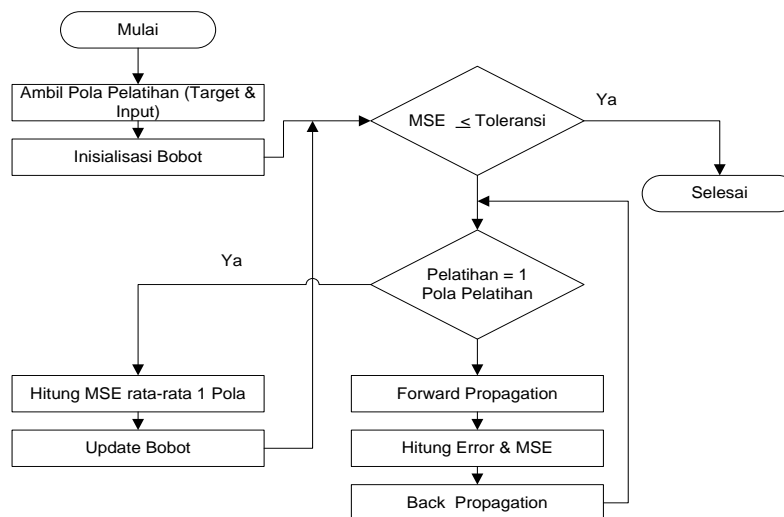 Mulai
Ambil Pola Pelatihan (Target &
Input)
Inisialisasi Bobot
MSE ≤ Toleransi
Ya
Selesai
Pelatihan = 1
Pola Pelatihan
Ya
Hitung MSE rata-rata 1 Pola
Update Bobot
Forward Propagation
Hitung Error & MSE
Back Propagation